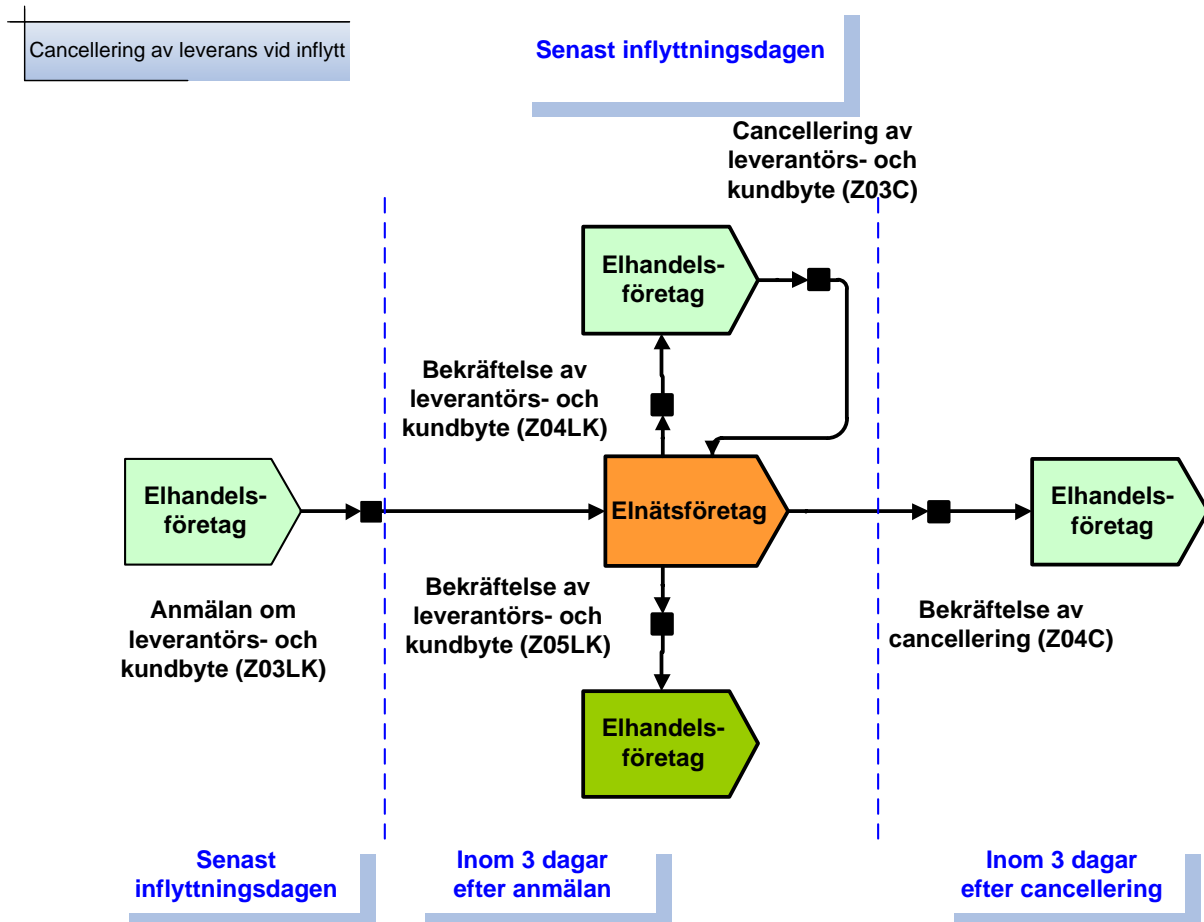 Cancellering av leverans vid inflytt
Senast inflyttningsdagen
Cancellering av
leverantörs- och
kundbyte (Z03C)
Elhandels-
företag
Bekräftelse av
leverantörs- och
kundbyte (Z04LK)
Elhandels-
företag
Elnätsföretag
Elhandels-
företag
Anmälan om
leverantörs- och
kundbyte (Z03LK)
Bekräftelse av
leverantörs- och
kundbyte (Z05LK)
Bekräftelse av
cancellering (Z04C)
Elhandels-
företag
Senast
inflyttningsdagen
Inom 3 dagar
efter anmälan
Inom 3 dagar
efter cancellering